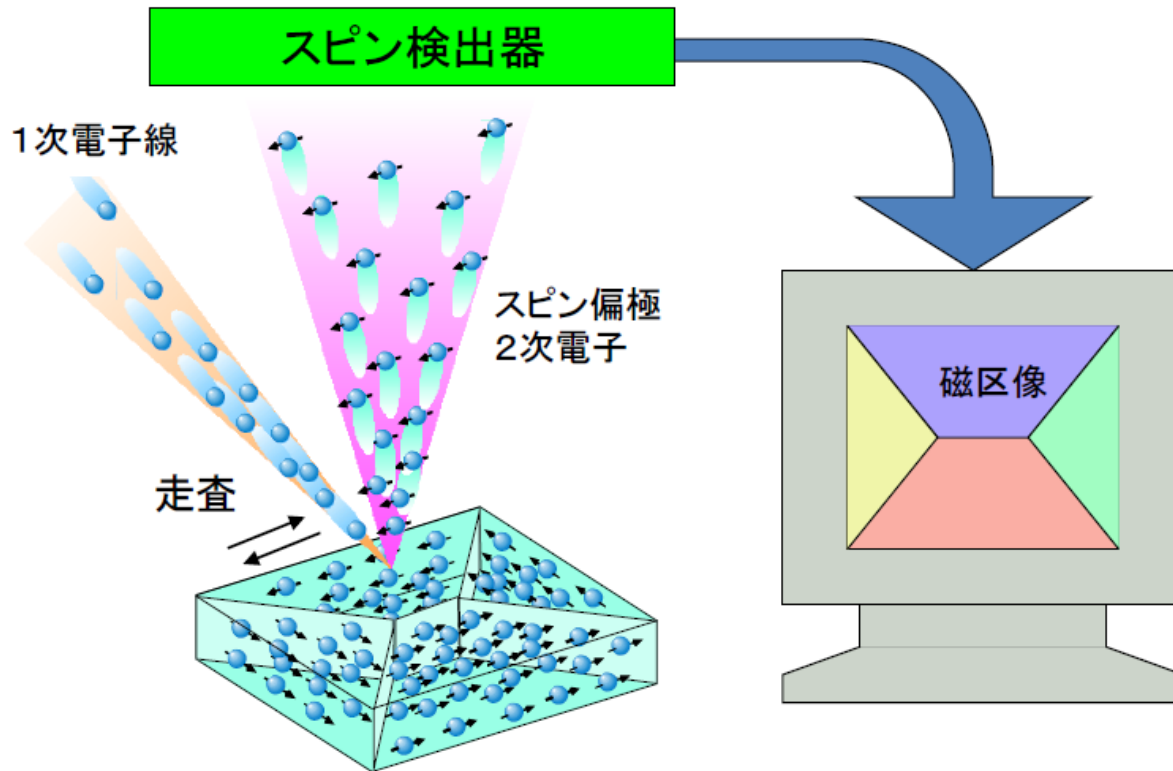 スピン検出器
1次電子線
スピン偏極
2次電子
磁区像
走査